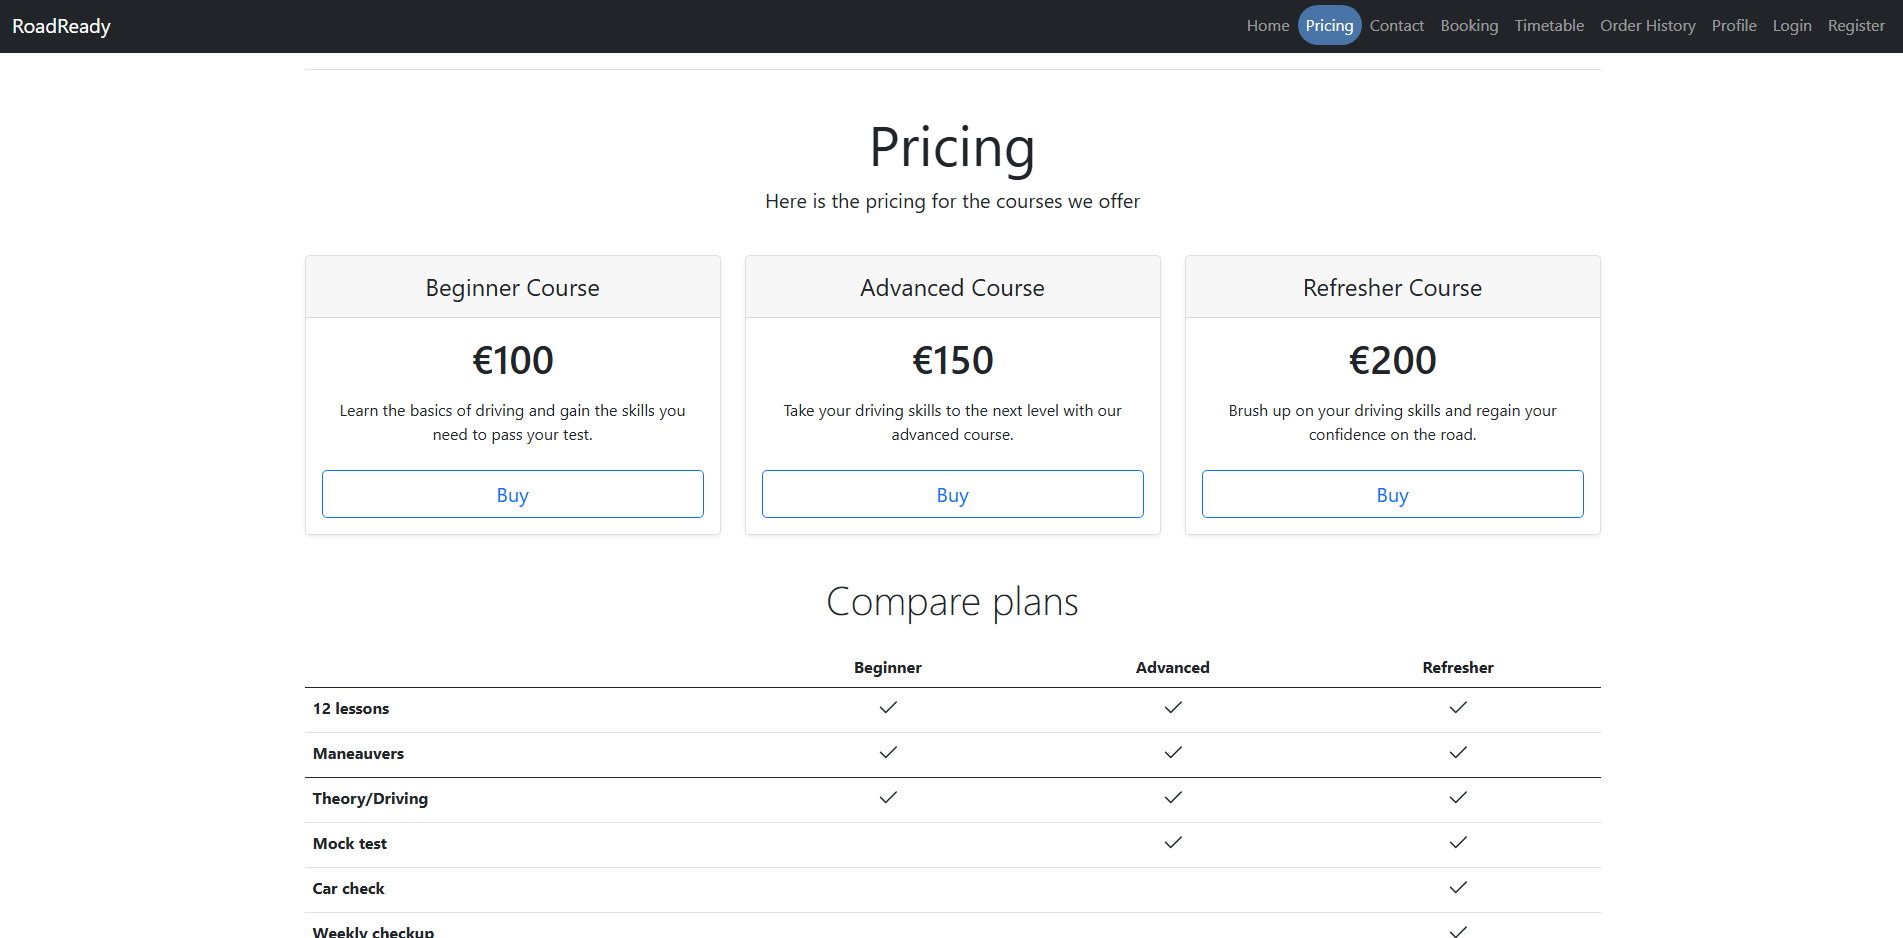 RoadReady
Home Pricing Contact Booking Timetable Order History Profile Login Register
Pricing
Here is the pricing for the courses we offer
Beginner Course
€100
Learn the basics of driving and gain the skills you
need to pass your test.
Buy
Advanced Course
€150
Take your driving skills to the next level with our
advanced course.
Buy
Refresher Course
€200
Brush up on your driving skills and regain your
confidence on the road.
Buy
Compare plans
Beginner Advanced Refresher
12 lessons
Maneauvers
Theory/Driving
Mock test
Car check
Weekly checkup